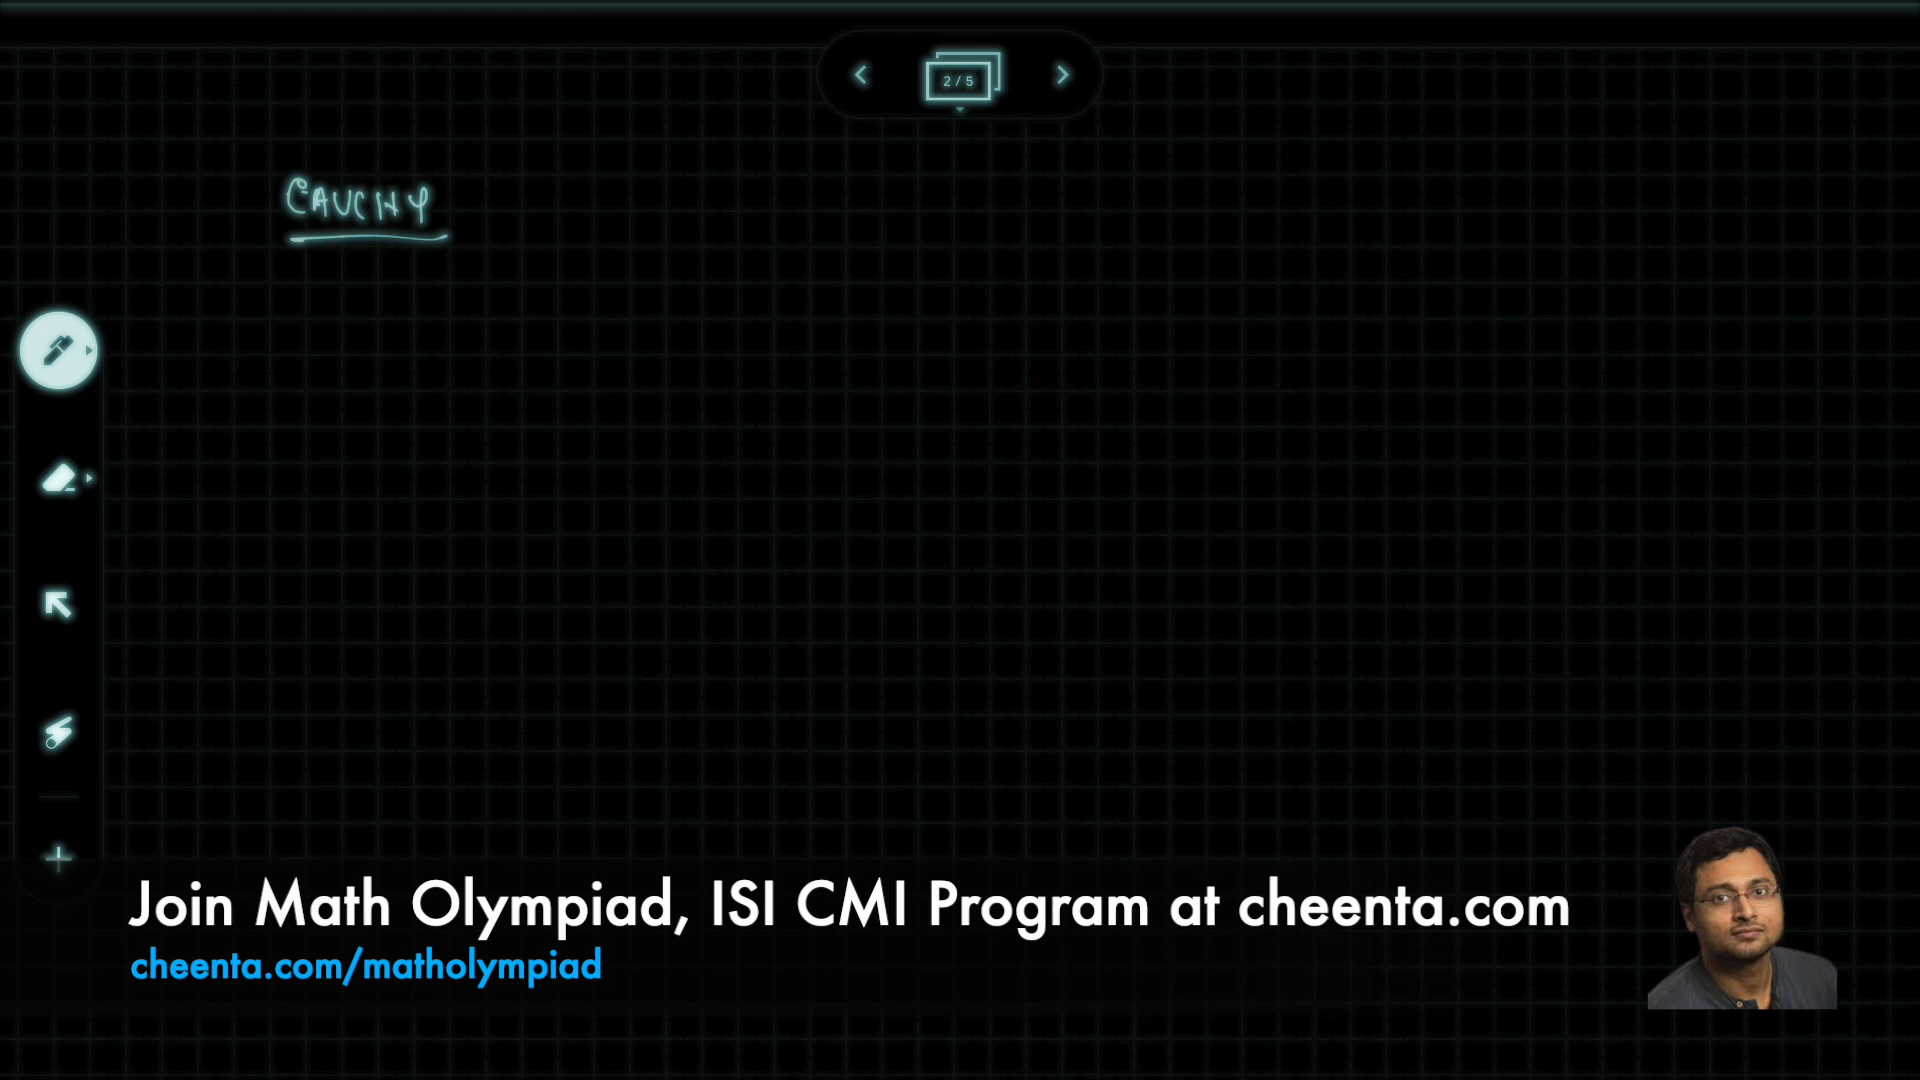 2 / 5
CAUCHY
Join Math Olympiad, ISI CMI Program at cheenta.com
cheenta.com/matholympiad